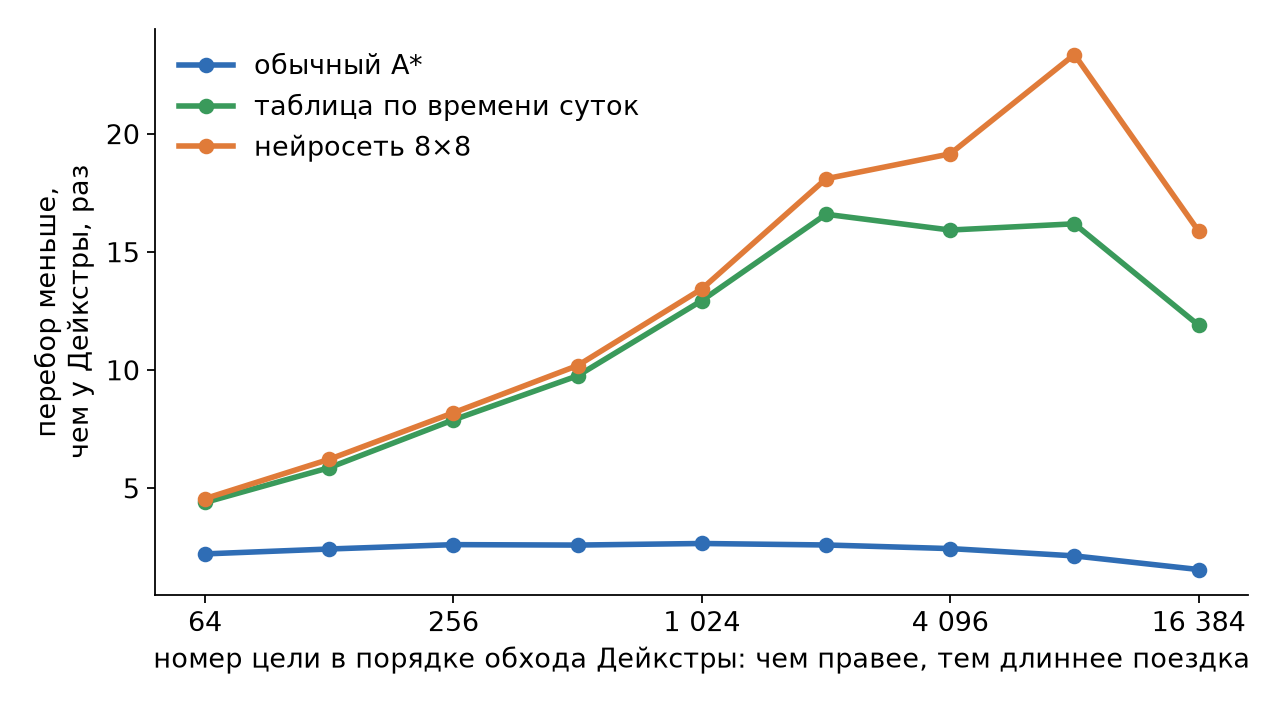 обычный A*
таблица по времени суток
нейросеть 8×8
перебор меньше,
чем у Дейкстры, раз
20
15
10
5
64
256
1 024
4 096
16 384
номер цели в порядке обхода Дейкстры: чем правее, тем длиннее поездка